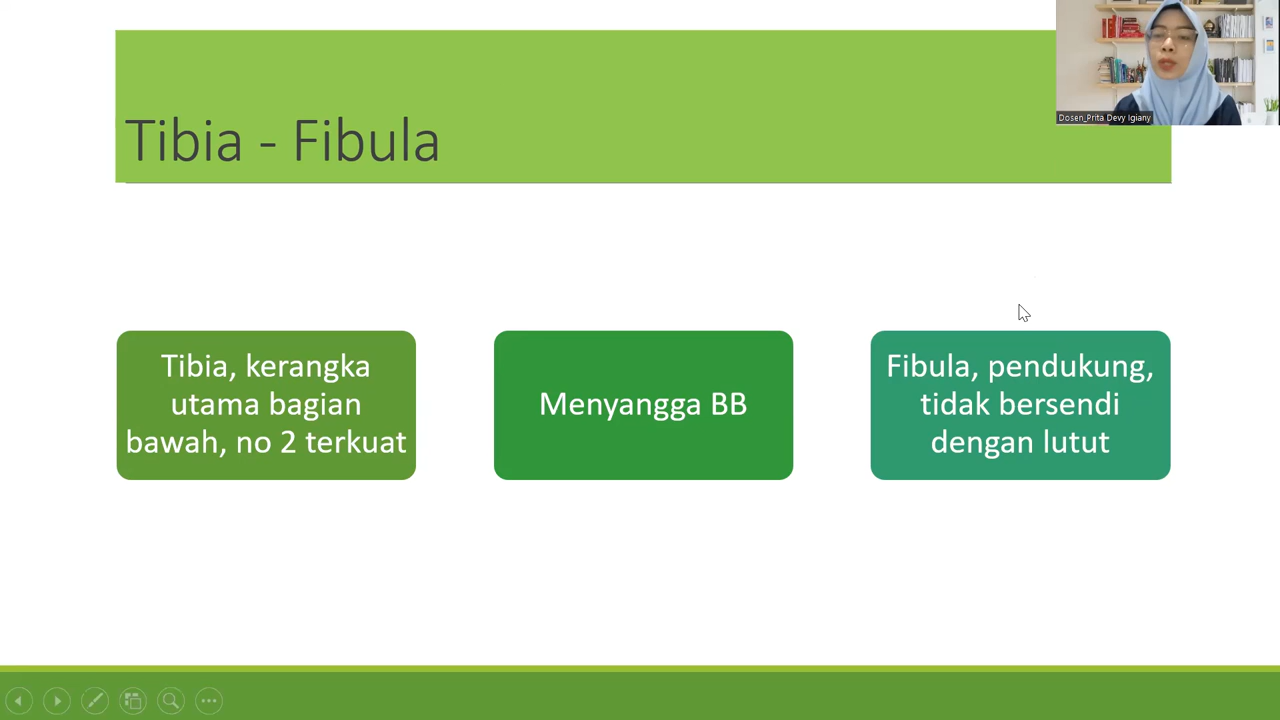 Dosen_Prita Devy Igiany
Tibia - Fibula
Tibia, kerangka
utama bagian
bawah, no 2 terkuat
Menyangga BB
Fibula, pendukung,
tidak bersendi
dengan lutut